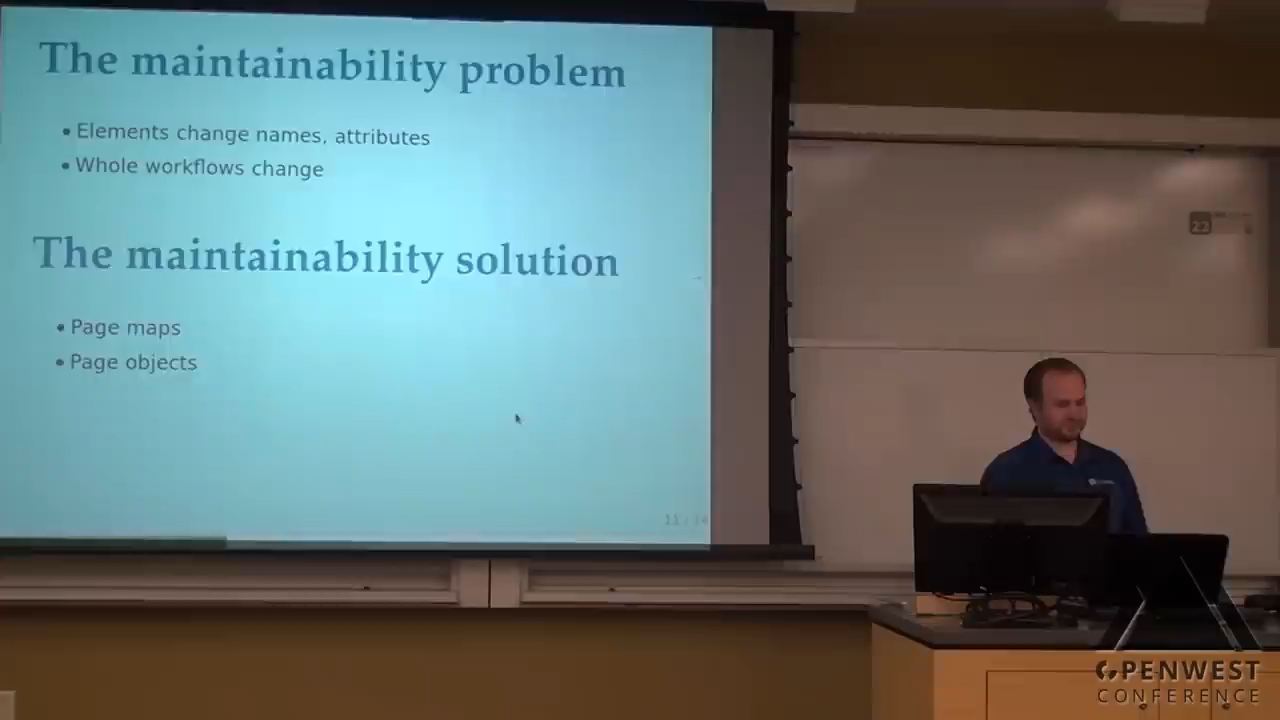 The maintainability problem
• Elements change names, attributes
• Whole workflows change
The maintainability solution
• Page maps
• Page objects
22
OPENWEST
CONFERENCE